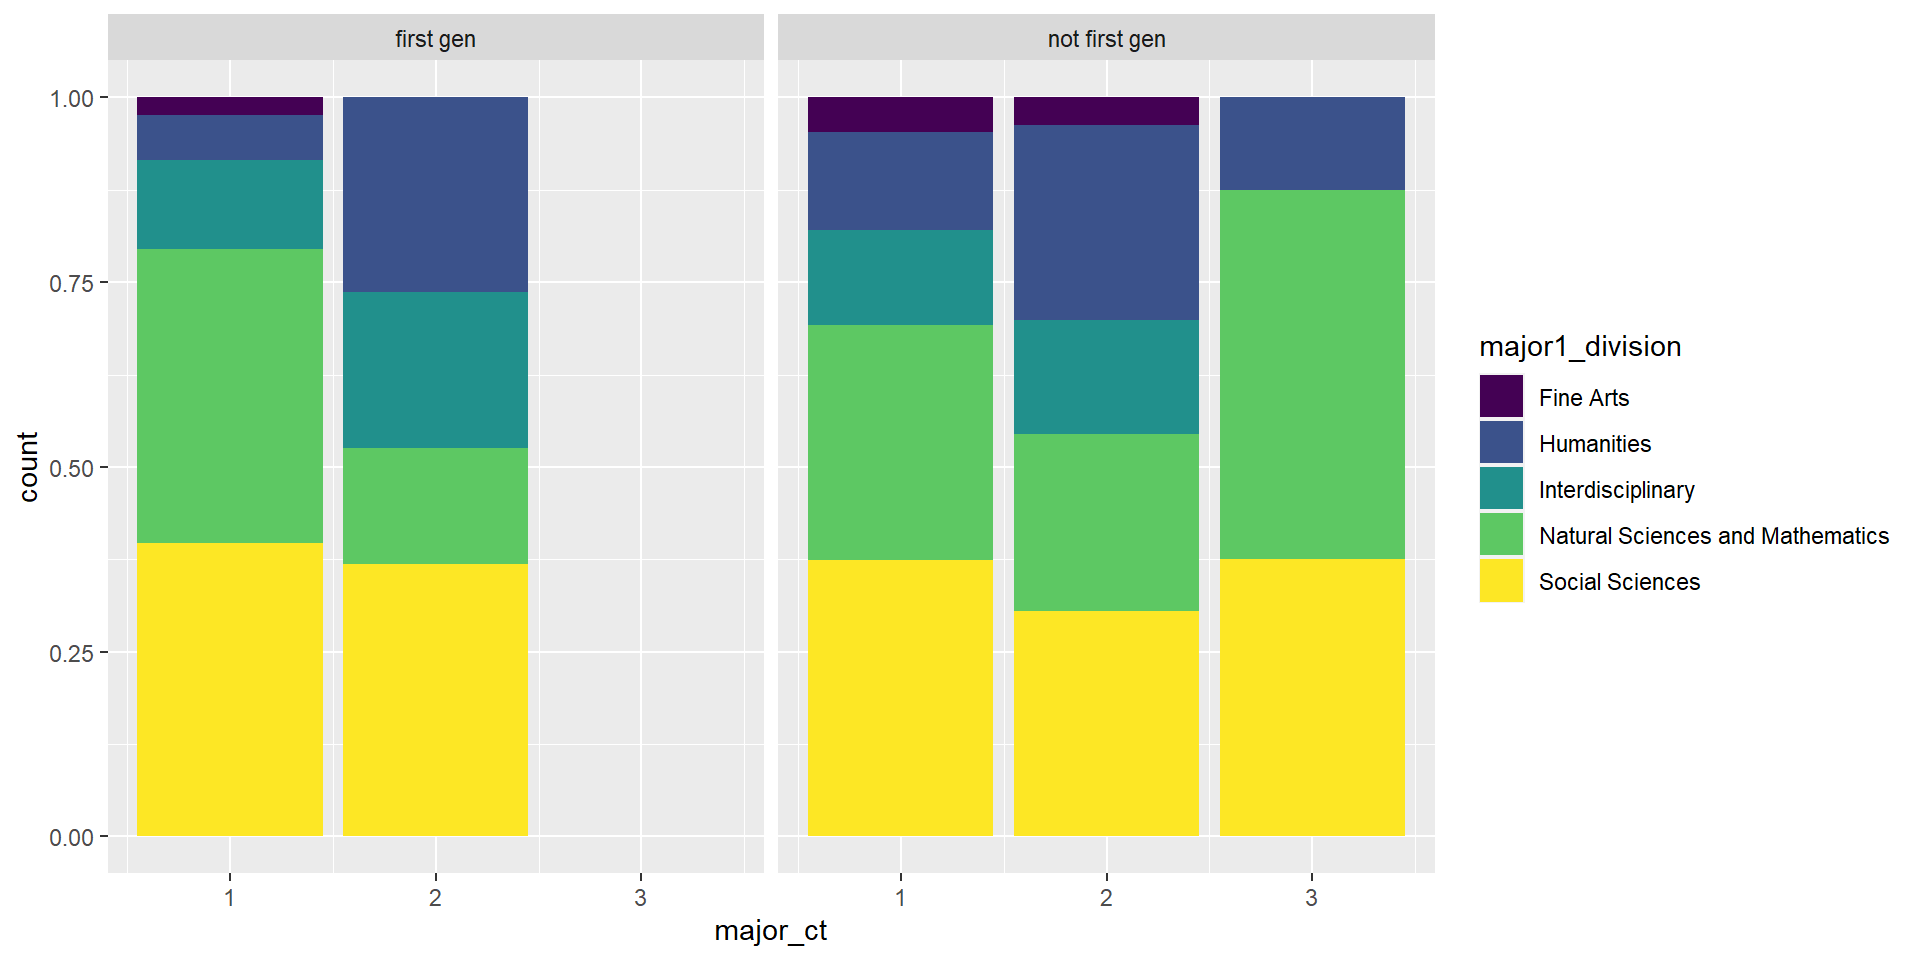 first gen
not first gen
1.00
0.75
0.50
0.25
0.00
count
1
2
3
1
2
3
major_ct
major1_division
Fine Arts
Humanities
Interdisciplinary
Natural Sciences and Mathematics
Social Sciences